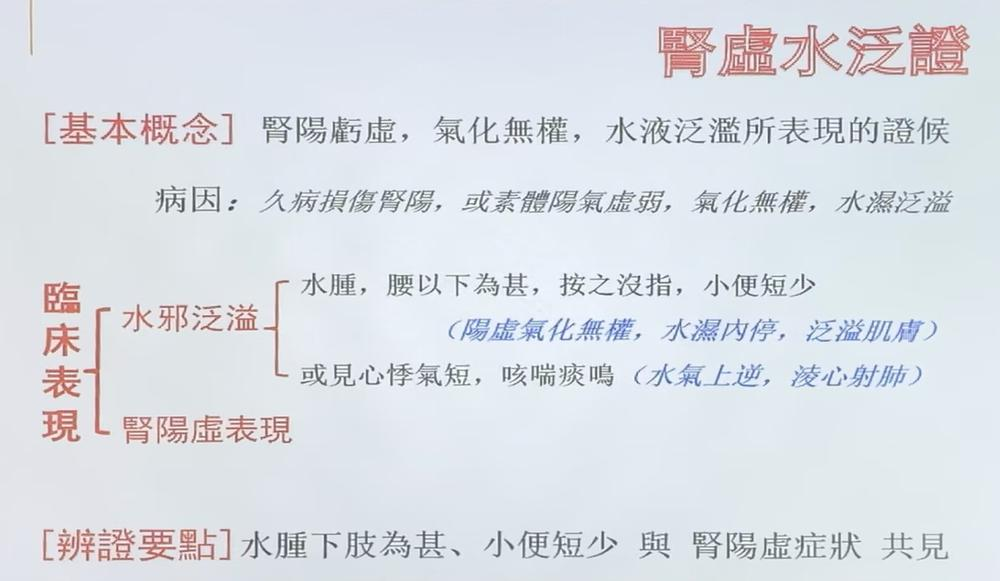 腎虛水泛證
[基本概念] 腎陽虧虛，氣化無權，水液泛濫所表現的證候
病因：久病損傷腎陽，或素體陽氣虛弱，氣化無權，水濕泛溢
臨床表現
水邪泛溢
水腫，腰以下為甚，按之沒指，小便短少
（陽虛氣化無權，水濕內停，泛溢肌膚）
或見心悸氣短，咳喘痰鳴（水氣上逆，凌心射肺）
腎陽虛表現
[辨證要點] 水腫下肢為甚、小便短少 與 腎陽虛症狀 共見